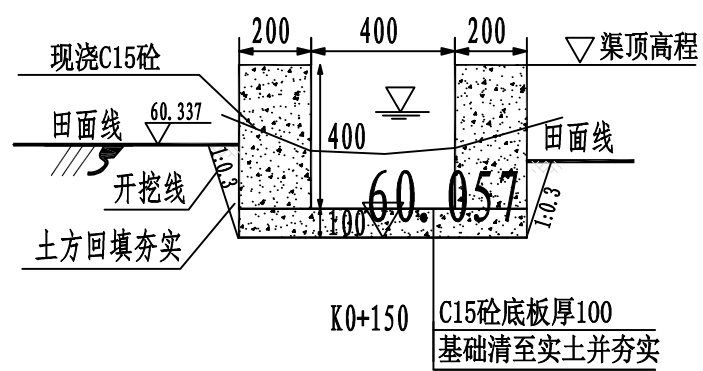 200 400 200
现浇C15砼
渠顶高程
60.337
田面线
400
田面线
1:0.3
开挖线
60.057
1:0.3
土方回填夯实
100
K0+150
C15砼底板厚100
基础清至实土并夯实